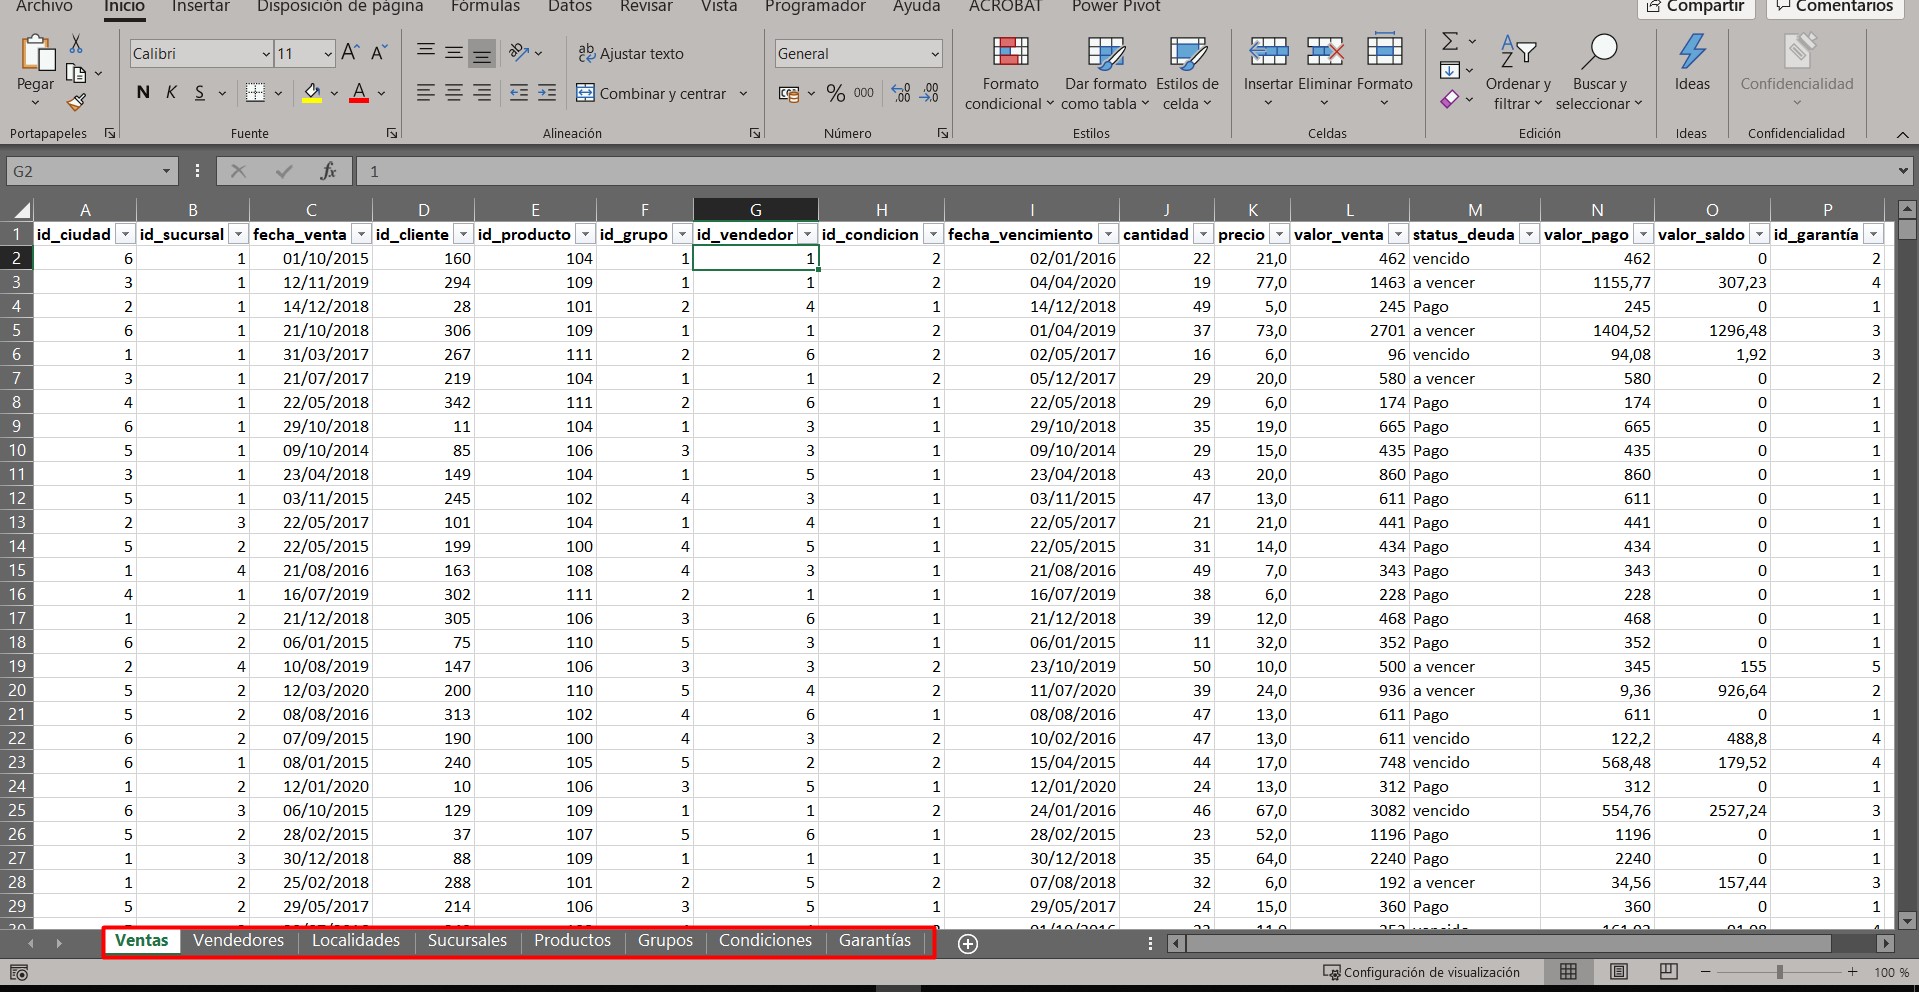 Archivo Inicio Insertar Disposición de página Fórmulas Datos Revisar Vista Programador Ayuda ACROBAT Power Pivot Compartir Comentarios
Pegar
Calibri 11
N K S
ab Ajustar texto
Combinar y centrar
General
% 000
Formato condicional
Dar formato como tabla
Estilos de celda
Insertar Eliminar Formato
Ordenar y filtrar
Buscar y seleccionar
Ideas
Confidencialidad
Portapapeles Fuente Alineación Número Estilos Celdas Edición Ideas Confidencialidad
G2 fx 1
A B C D E F G H I J K L M N O P
1 id_ciudad id_sucursal fecha_venta id_cliente id_producto id_grupo id_vendedor id_condicion fecha_vencimiento cantidad precio valor_venta status_deuda valor_pago valor_saldo id_garantía
2 6 1 01/10/2015 160 104 1 1 2 02/01/2016 22 21,0 462 vencido 462 0 2
3 3 1 12/11/2019 294 109 1 1 2 04/04/2020 19 77,0 1463 a vencer 1155,77 307,23 4
4 2 1 14/12/2018 28 101 2 4 1 14/12/2018 49 5,0 245 Pago 245 0 1
5 6 1 21/10/2018 306 109 1 1 2 01/04/2019 37 73,0 2701 a vencer 1404,52 1296,48 3
6 1 1 31/03/2017 267 111 2 6 2 02/05/2017 16 6,0 96 vencido 94,08 1,92 3
7 3 1 21/07/2017 219 104 1 1 2 05/12/2017 29 20,0 580 a vencer 580 0 2
8 4 1 22/05/2018 342 111 2 6 1 22/05/2018 29 6,0 174 Pago 174 0 1
9 6 1 29/10/2018 11 104 1 3 1 29/10/2018 35 19,0 665 Pago 665 0 1
10 5 1 09/10/2014 85 106 3 3 1 09/10/2014 29 15,0 435 Pago 435 0 1
11 3 1 23/04/2018 149 104 1 5 1 23/04/2018 43 20,0 860 Pago 860 0 1
12 5 1 03/11/2015 245 102 4 3 1 03/11/2015 47 13,0 611 Pago 611 0 1
13 2 3 22/05/2017 101 104 1 4 1 22/05/2017 21 21,0 441 Pago 441 0 1
14 5 2 22/05/2015 199 100 4 5 1 22/05/2015 31 14,0 434 Pago 434 0 1
15 1 4 21/08/2016 163 108 4 3 1 21/08/2016 49 7,0 343 Pago 343 0 1
16 4 1 16/07/2019 302 111 2 1 1 16/07/2019 38 6,0 228 Pago 228 0 1
17 1 2 21/12/2018 305 106 3 6 1 21/12/2018 39 12,0 468 Pago 468 0 1
18 6 2 06/01/2015 75 110 5 3 1 06/01/2015 11 32,0 352 Pago 352 0 1
19 2 4 10/08/2019 147 106 3 3 2 23/10/2019 50 10,0 500 a vencer 345 155 5
20 5 2 12/03/2020 200 110 5 4 2 11/07/2020 39 24,0 936 a vencer 9,36 926,64 2
21 5 2 08/08/2016 313 102 4 6 1 08/08/2016 47 13,0 611 Pago 611 0 1
22 6 2 07/09/2015 190 100 4 3 2 10/02/2016 47 13,0 611 vencido 122,2 488,8 4
23 6 1 08/01/2015 240 105 5 2 2 15/04/2015 44 17,0 748 vencido 568,48 179,52 4
24 1 2 12/01/2020 10 106 3 5 1 12/01/2020 24 13,0 312 Pago 312 0 1
25 6 3 06/10/2015 129 109 1 1 2 24/01/2016 46 67,0 3082 vencido 554,76 2527,24 3
26 5 2 28/02/2015 37 107 5 6 1 28/02/2015 23 52,0 1196 Pago 1196 0 1
27 1 3 30/12/2018 88 109 1 1 1 30/12/2018 35 64,0 2240 Pago 2240 0 1
28 1 2 25/02/2018 288 101 2 5 2 07/08/2018 32 6,0 192 a vencer 34,56 157,44 3
29 5 2 29/05/2017 214 106 3 5 1 29/05/2017 24 15,0 360 Pago 360 0 1
Ventas Vendedores Localidades Sucursales Productos Grupos Condiciones Garantías
Configuración de visualización 100 %